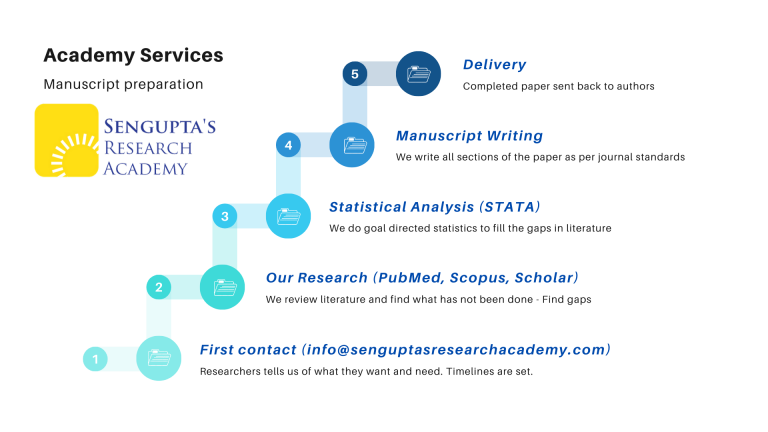 Academy Services
Manuscript preparation
SENGUPTA'S
RESEARCH
ACADEMY
5
Delivery
Completed paper sent back to authors
4
Manuscript Writing
We write all sections of the paper as per journal standards
3
Statistical Analysis (STATA)
We do goal directed statistics to fill the gaps in literature
2
Our Research (PubMed, Scopus, Scholar)
We review literature and find what has not been done - Find gaps
1
First contact (info@senguptasresearchacademy.com)
Researchers tells us of what they want and need. Timelines are set.